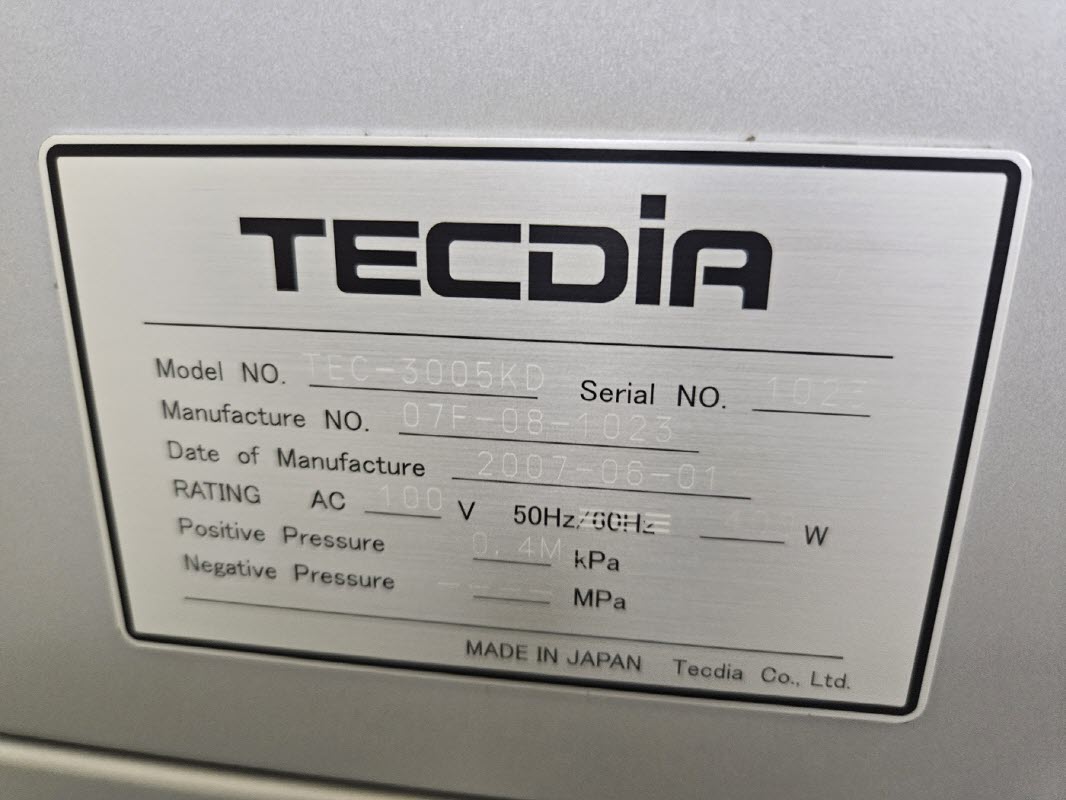 TECDIA
Model NO. TEC-3005KD Serial NO. 1023
Manufacture NO. 07F-08-1023
Date of Manufacture 2007-06-01
RATING AC 100 V 50Hz/60Hz W
Positive Pressure 0.4M kPa
Negative Pressure --- MPa
MADE IN JAPAN Tecdia Co., Ltd.